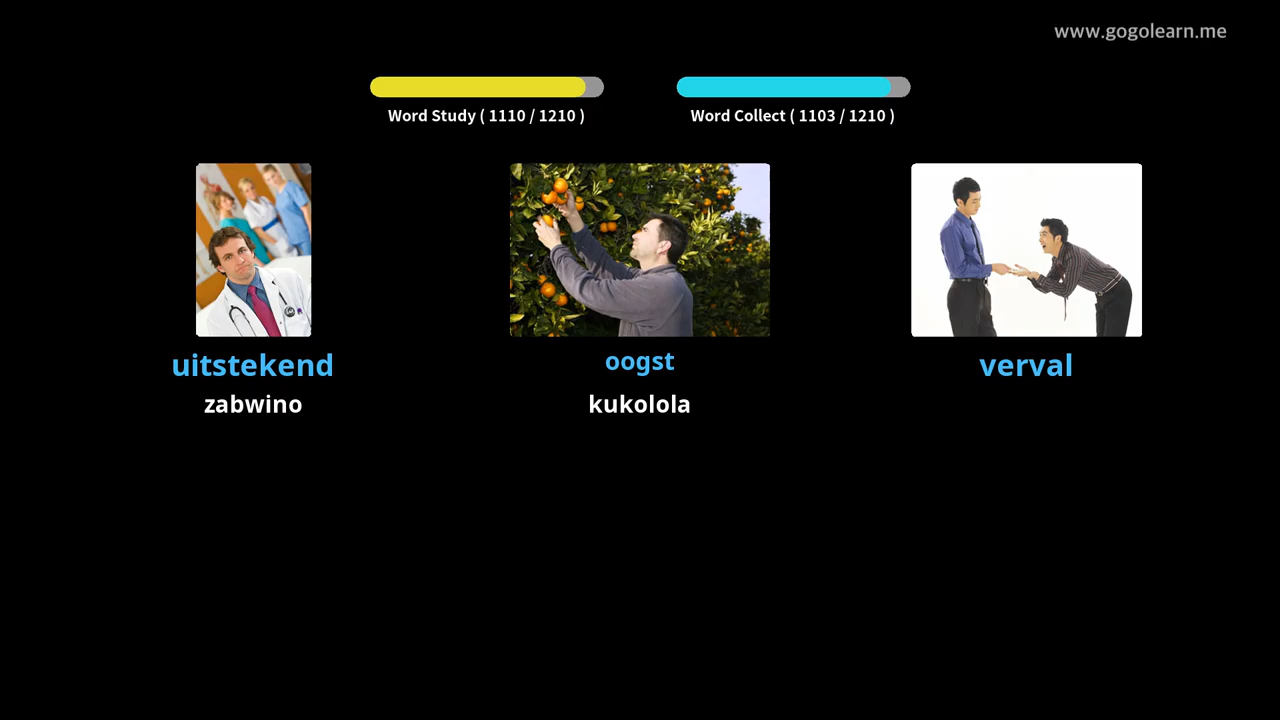 www.gogolearn.me
Word Study ( 1110 / 1210 )
Word Collect ( 1103 / 1210 )
uitstekend
oogst
verval
zabwino
kukolola